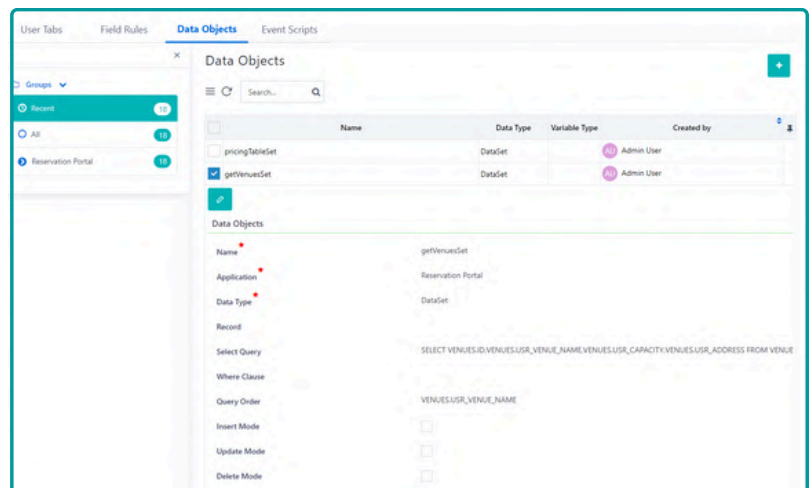 User Tabs Field Rules Data Objects Event Scripts
×
Groups
Recent 18
All 18
Reservation Portal 18
Data Objects
+
Search...
Name Data Type Variable Type Created by
pricingTableSet DataSet AU Admin User
getVenuesSet DataSet AU Admin User
Data Objects
Name * getVenuesSet
Application * Reservation Portal
Data Type * DataSet
Record
Select Query SELECT VENUES.ID,VENUES.USR_VENUE_NAME,VENUES.USR_CAPACITY,VENUES.USR_ADDRESS FROM VENUE
Where Clause
Query Order VENUES.USR_VENUE_NAME
Insert Mode
Update Mode
Delete Mode